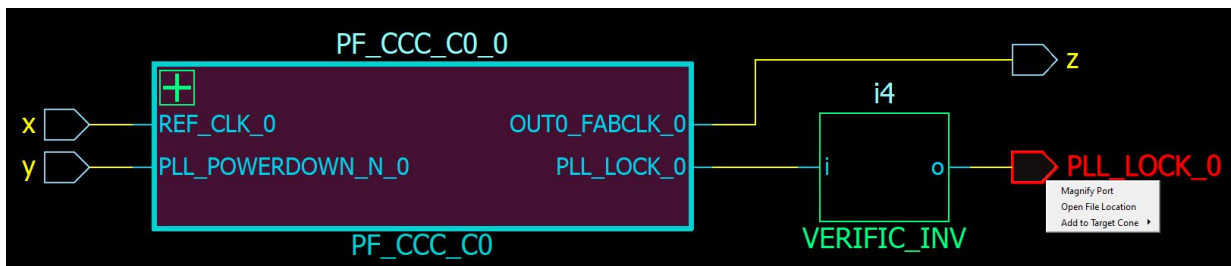 PF_CCC_C0_0
z
i4
x
REF_CLK_0
OUT0_FABCLK_0
y
PLL_POWERDOWN_N_0
PLL_LOCK_0
i
o
PLL_LOCK_0
Magnify Port
Open File Location
Add to Target Cone
PF_CCC_C0
VERIFIC_INV